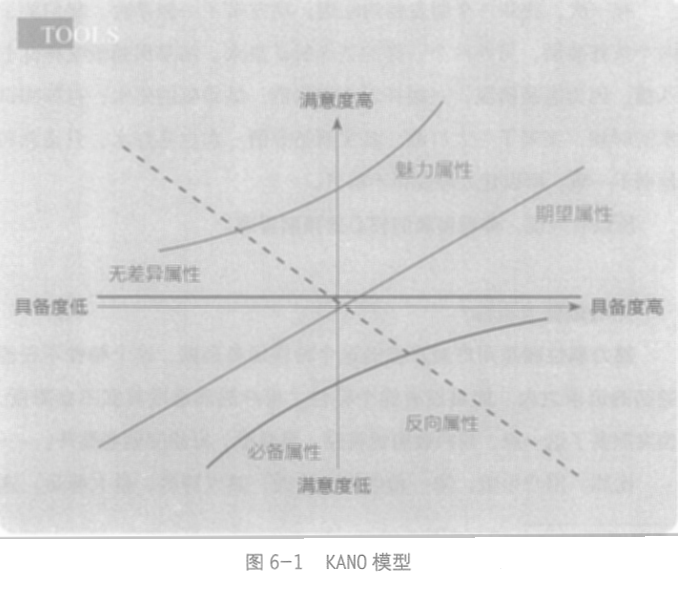 TOOLS
满意度高
魅力属性
期望属性
无差异属性
具备度低
具备度高
反向属性
必备属性
满意度低
图 6-1 KANO 模型